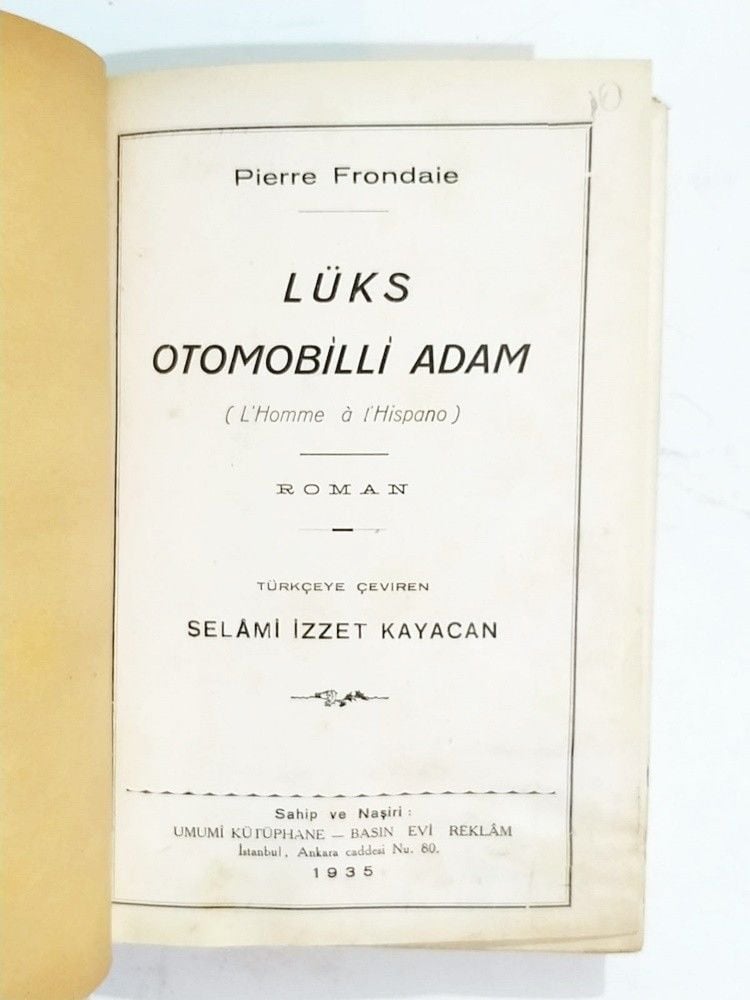 Pierre Frondaie
LÜKS
OTOMOBİLLİ ADAM
(L'Homme à l'Hispano)
ROMAN
TÜRKÇEYE ÇEVİREN
SELÂMİ İZZET KAYACAN
Sahip ve Naşiri :
UMUMİ KÜTÜPHANE — BASIN EVİ REKLÂM
İstanbul, Ankara caddesi Nu. 80.
1935